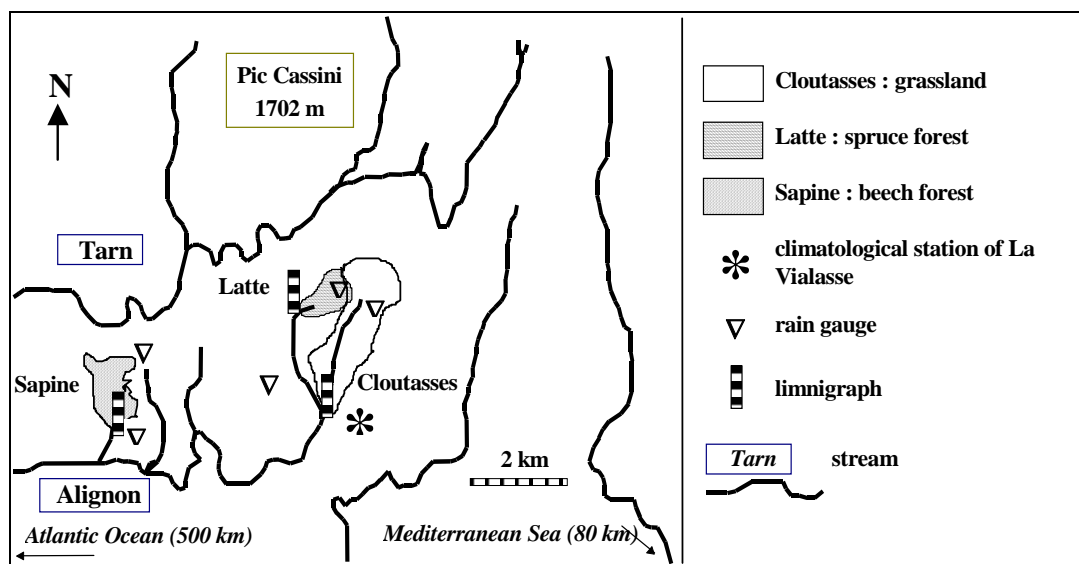 Pic Cassini
1702 m
N
Tarn
Latte
Sapine
Cloutasses
2 km
Alignon
Atlantic Ocean (500 km)
Mediterranean Sea (80 km)
Cloutasses : grassland
Latte : spruce forest
Sapine : beech forest
climatological station of La
Vialasse
rain gauge
limnigraph
Tarn stream